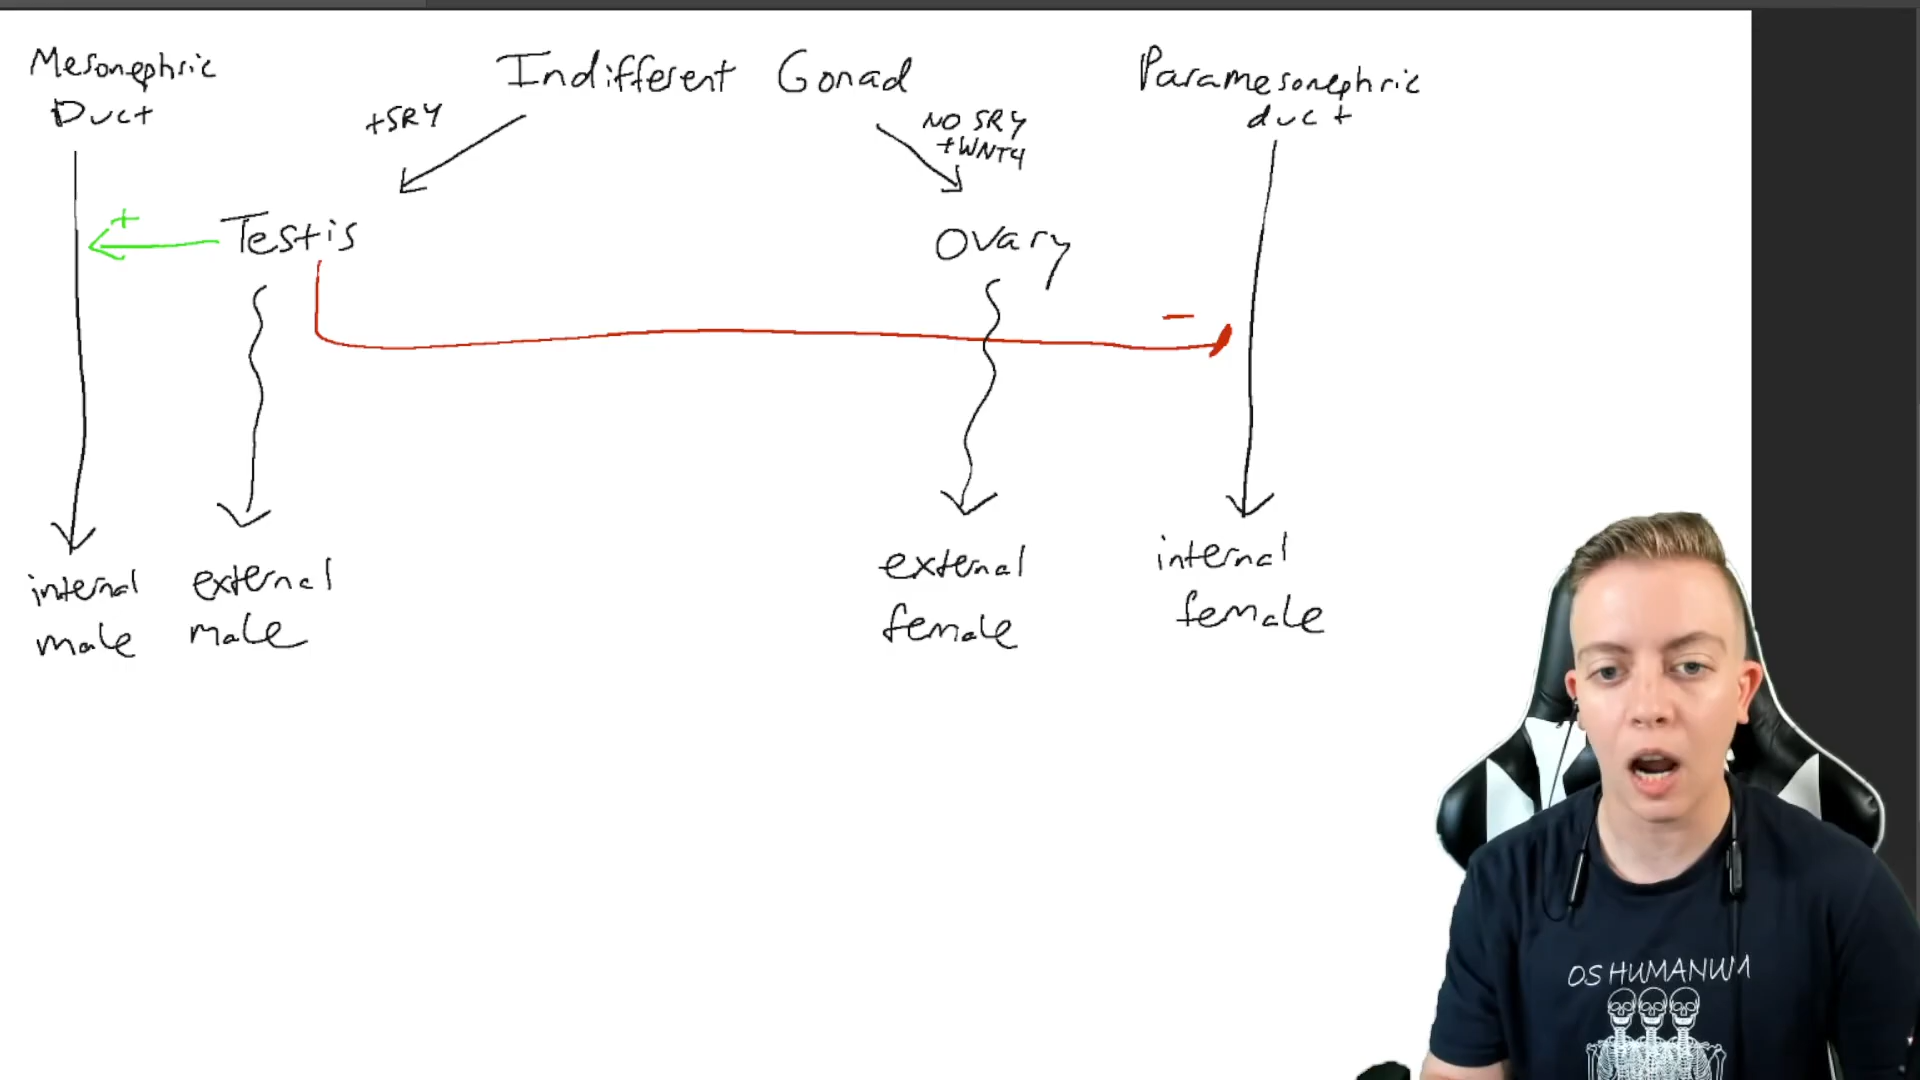 Mesonephric
Duct
Indifferent Gonad
Paramesonephric
duct
+SRY
NO SRY
+WNT4
+
Testis
Ovary
−
internal
male
external
male
external
female
internal
female
OS HUMANUM